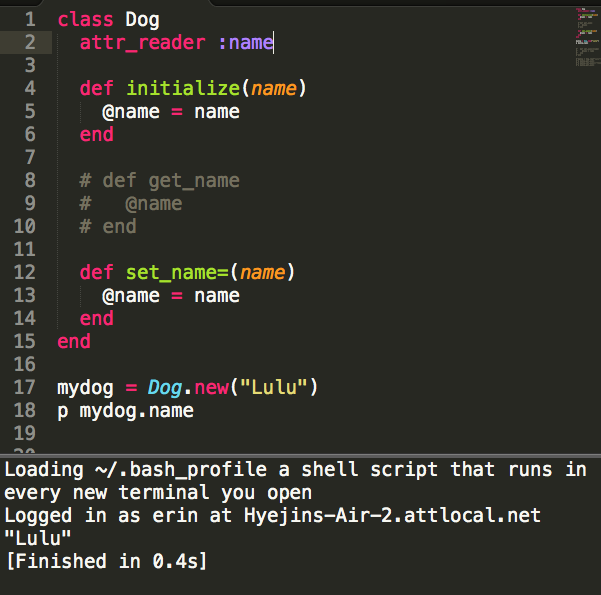 1 class Dog
2   attr_reader :name
3
4   def initialize(name)
5     @name = name
6   end
7
8   # def get_name
9   #   @name
10   # end
11
12   def set_name=(name)
13     @name = name
14   end
15 end
16
17 mydog = Dog.new("Lulu")
18 p mydog.name
19
Loading ~/.bash_profile a shell script that runs in
every new terminal you open
Logged in as erin at Hyejins-Air-2.attlocal.net
"Lulu"
[Finished in 0.4s]